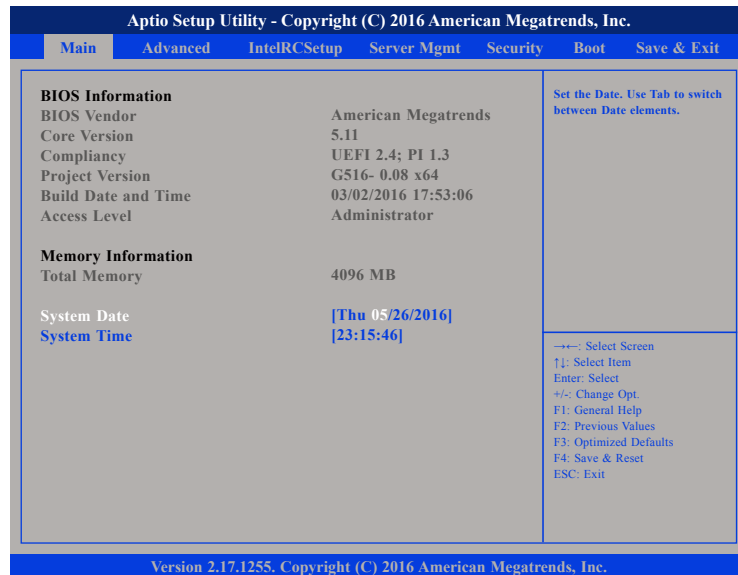 Aptio Setup Utility - Copyright (C) 2016 American Megatrends, Inc.
Main Advanced IntelRCSetup Server Mgmt Security Boot Save & Exit
BIOS Information
BIOS Vendor American Megatrends
Core Version 5.11
Compliancy UEFI 2.4; PI 1.3
Project Version G516- 0.08 x64
Build Date and Time 03/02/2016 17:53:06
Access Level Administrator
Memory Information
Total Memory 4096 MB
System Date [Thu 05/26/2016]
System Time [23:15:46]
Set the Date. Use Tab to switch
between Date elements.
→←: Select Screen
↑↓: Select Item
Enter: Select
+/-: Change Opt.
F1: General Help
F2: Previous Values
F3: Optimized Defaults
F4: Save & Reset
ESC: Exit
Version 2.17.1255. Copyright (C) 2016 American Megatrends, Inc.